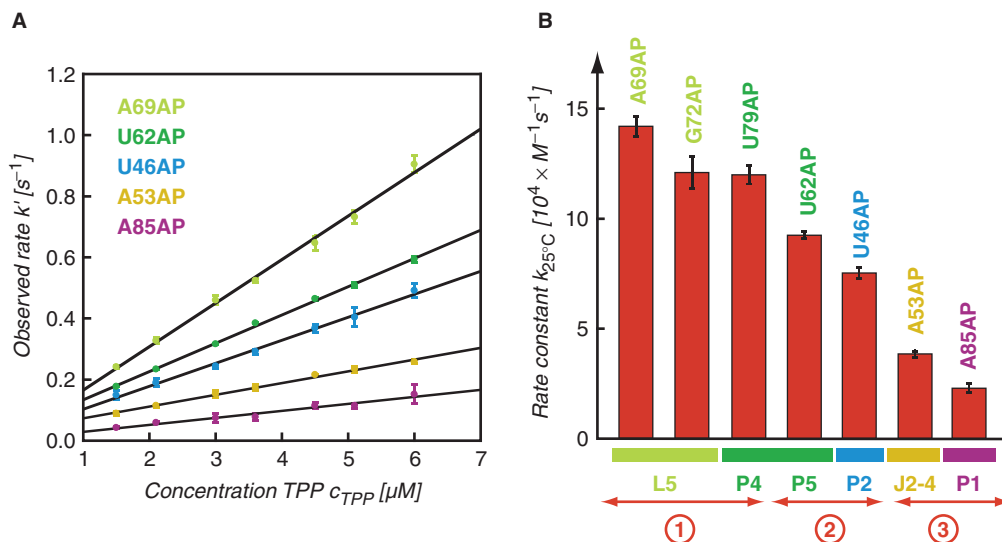 A
Observed rate k' [s⁻¹]
1.2
1.0
0.8
0.6
0.4
0.2
0.0
A69AP
U62AP
U46AP
A53AP
A85AP
1 2 3 4 5 6 7
Concentration TPP c_TPP [µM]
B
Rate constant k_25°C [10⁴ × M⁻¹s⁻¹]
15
10
5
0
A69AP
G72AP
U79AP
U62AP
U46AP
A53AP
A85AP
L5 P4 P5 P2 J2-4 P1
① ② ③